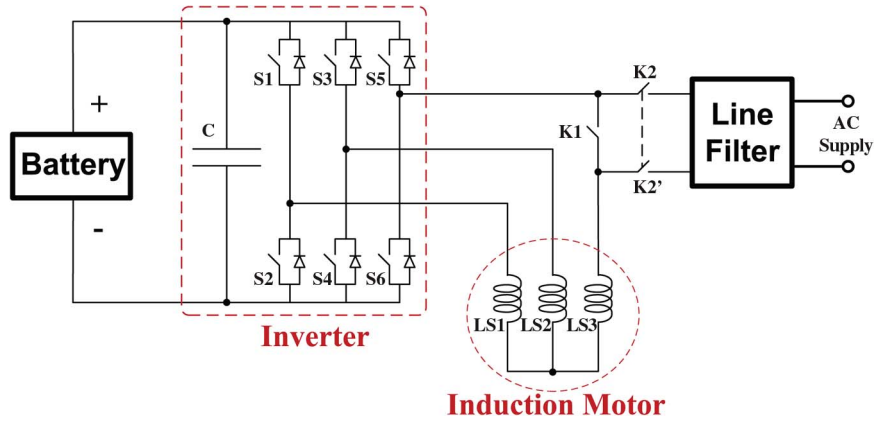 K2
S1
S3
S5
+
C
K1
Line
Filter
AC
Supply
Battery
K2'
-
S2
S4
S6
LS1
LS2
LS3
Inverter
Induction Motor